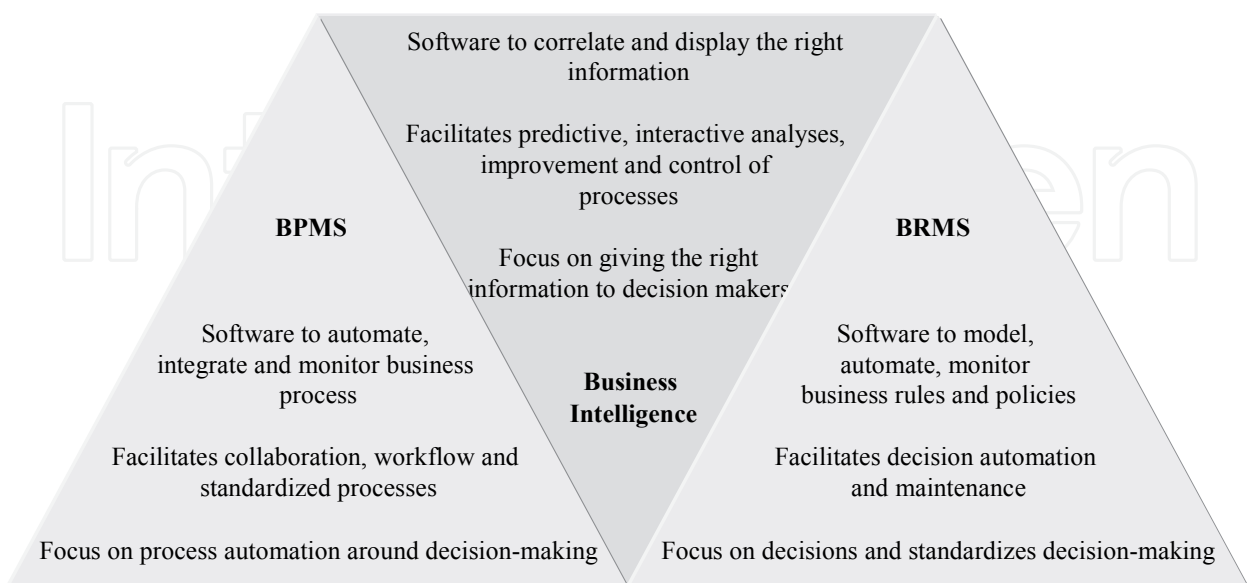 Software to correlate and display the right
information
Facilitates predictive, interactive analyses,
improvement and control of
processes
Focus on giving the right
information to decision makers
Business
Intelligence
BPMS
Software to automate,
integrate and monitor business
process
Facilitates collaboration, workflow and
standardized processes
Focus on process automation around decision-making
BRMS
Software to model,
automate, monitor
business rules and policies
Facilitates decision automation
and maintenance
Focus on decisions and standardizes decision-making